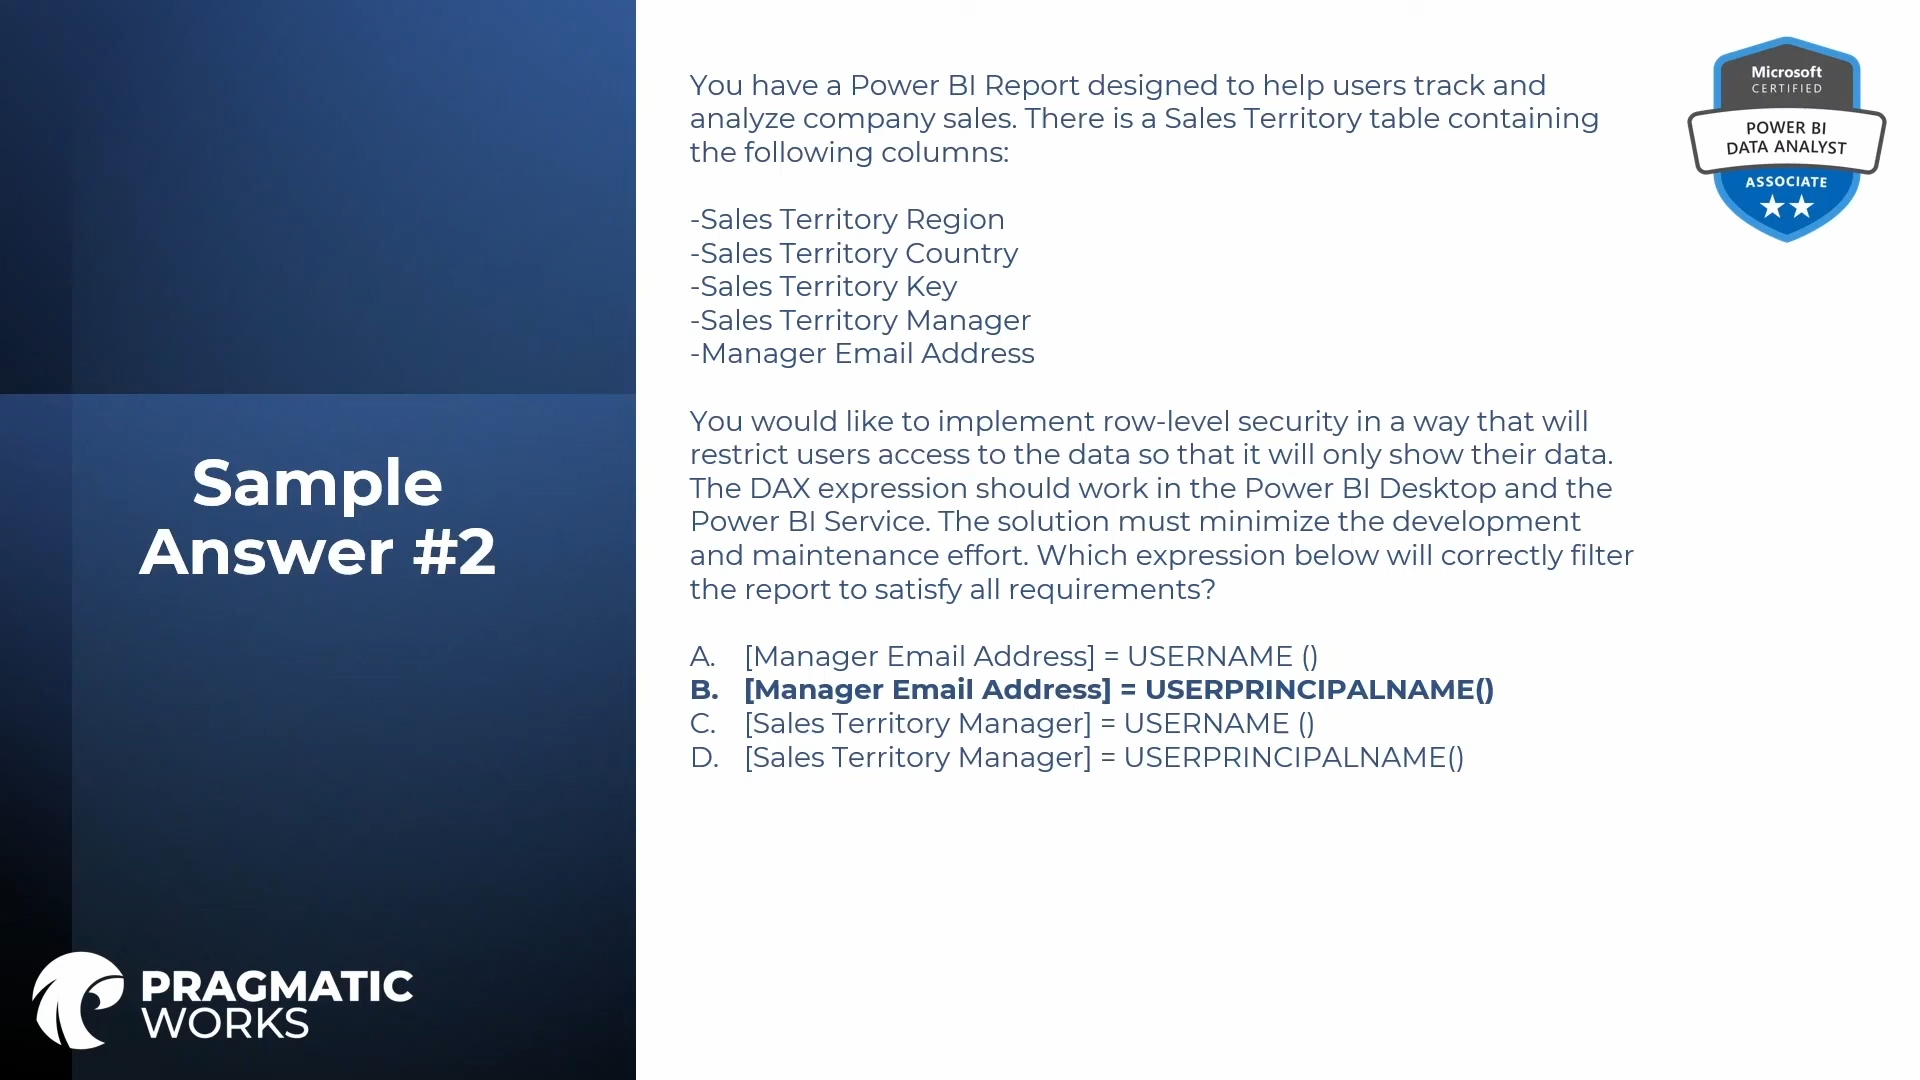 Sample
Answer #2
PRAGMATIC
WORKS
You have a Power BI Report designed to help users track and
analyze company sales. There is a Sales Territory table containing
the following columns:
-Sales Territory Region
-Sales Territory Country
-Sales Territory Key
-Sales Territory Manager
-Manager Email Address
You would like to implement row-level security in a way that will
restrict users access to the data so that it will only show their data.
The DAX expression should work in the Power BI Desktop and the
Power BI Service. The solution must minimize the development
and maintenance effort. Which expression below will correctly filter
the report to satisfy all requirements?
A. [Manager Email Address] = USERNAME ()
B. [Manager Email Address] = USERPRINCIPALNAME()
C. [Sales Territory Manager] = USERNAME ()
D. [Sales Territory Manager] = USERPRINCIPALNAME()
Microsoft
CERTIFIED
POWER BI
DATA ANALYST
ASSOCIATE